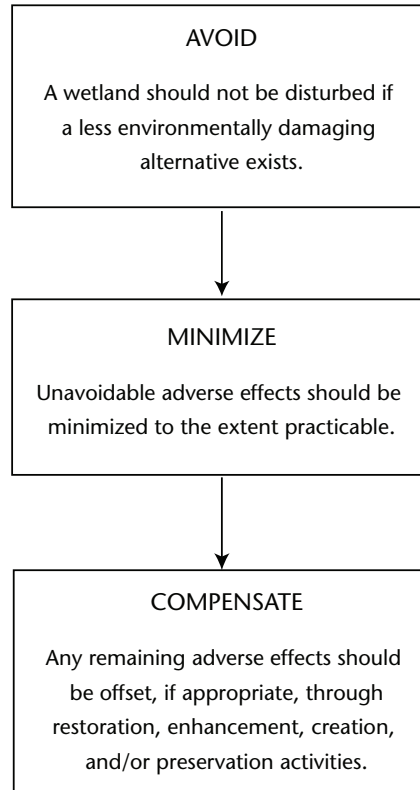 AVOID
A wetland should not be disturbed if
a less environmentally damaging
alternative exists.
MINIMIZE
Unavoidable adverse effects should be
minimized to the extent practicable.
COMPENSATE
Any remaining adverse effects should
be offset, if appropriate, through
restoration, enhancement, creation,
and/or preservation activities.